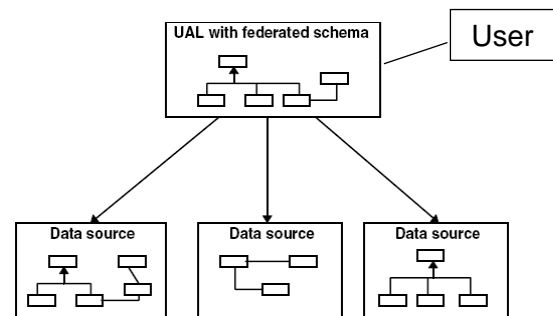 UAL with federated schema
User
Data source
Data source
Data source